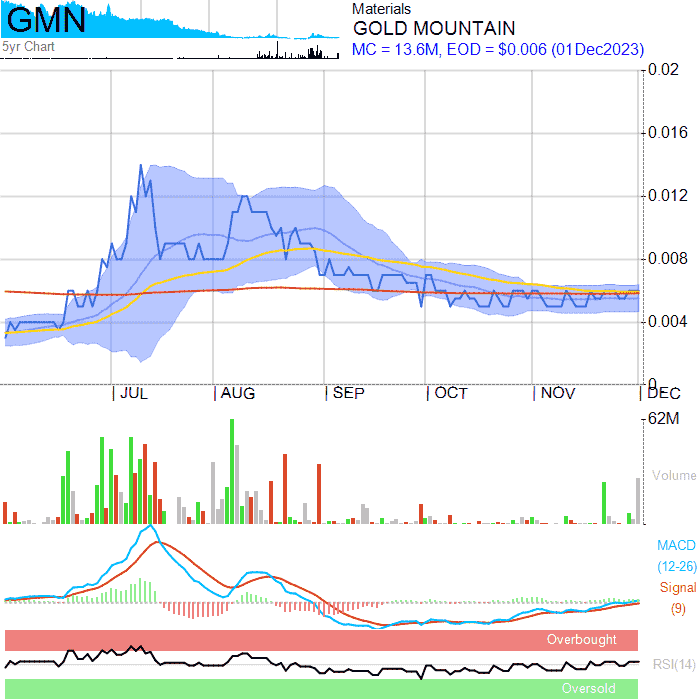 GMN
5yr Chart
Materials
GOLD MOUNTAIN
MC = 13.6M, EOD = $0.006 (01Dec2023)
0.02
0.016
0.012
0.008
0.004
0
JUL AUG SEP OCT NOV DEC
62M
Volume
MACD
(12-26)
Signal
(9)
Overbought
RSI(14)
Oversold